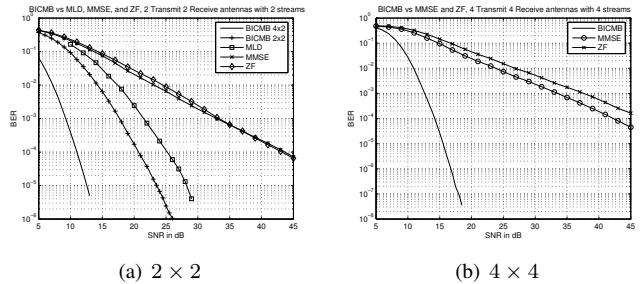 BICMB vs MLD, MMSE, and ZF, 2 Transmit 2 Receive antennas with 2 streams
10^0
10^-1
10^-2
10^-3
10^-4
10^-5
10^-6
BER
5 10 15 20 25 30 35 40 45
SNR in dB
BICMB 4x2
BICMB 2x2
MLD
MMSE
ZF
(a) 2 × 2
BICMB vs MMSE and ZF, 4 Transmit 4 Receive antennas with 4 streams
10^0
10^-1
10^-2
10^-3
10^-4
10^-5
10^-6
10^-7
10^-8
BER
5 10 15 20 25 30 35 40 45
SNR in dB
BICMB
MMSE
ZF
(b) 4 × 4